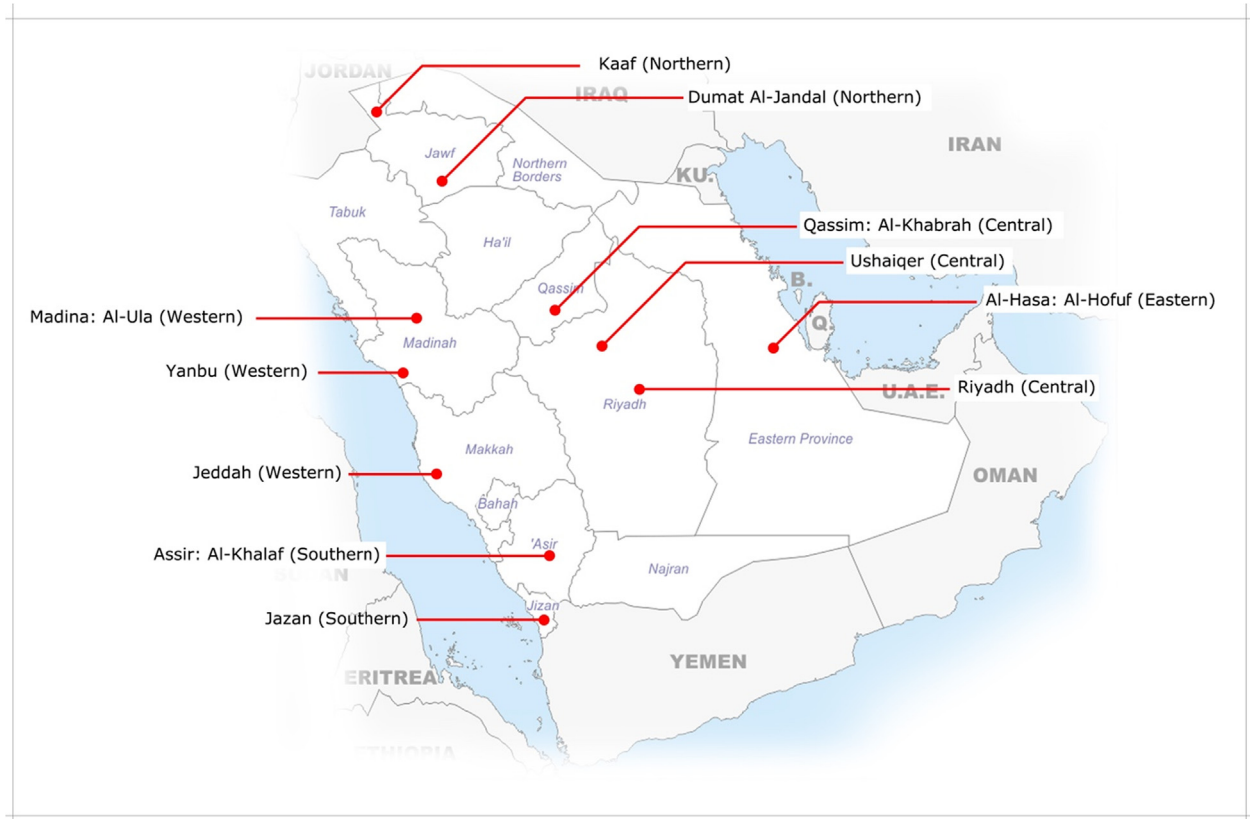 Kaaf (Northern)
JORDAN
IRAQ
Dumat Al-Jandal (Northern)
IRAN
Jawf
Northern
Borders
KU.
Tabuk
Qassim: Al-Khabrah (Central)
Ha'il
Ushaiqer (Central)
B.
Qassim
Al-Hasa: Al-Hofuf (Eastern)
Madina: Al-Ula (Western)
Q.
Madinah
Yanbu (Western)
U.A.E.
Riyadh (Central)
Riyadh
Eastern Province
Makkah
Jeddah (Western)
OMAN
Bahah
'Asir
Assir: Al-Khalaf (Southern)
Najran
SUDAN
Jizan
Jazan (Southern)
YEMEN
ERITREA
ETHIOPIA